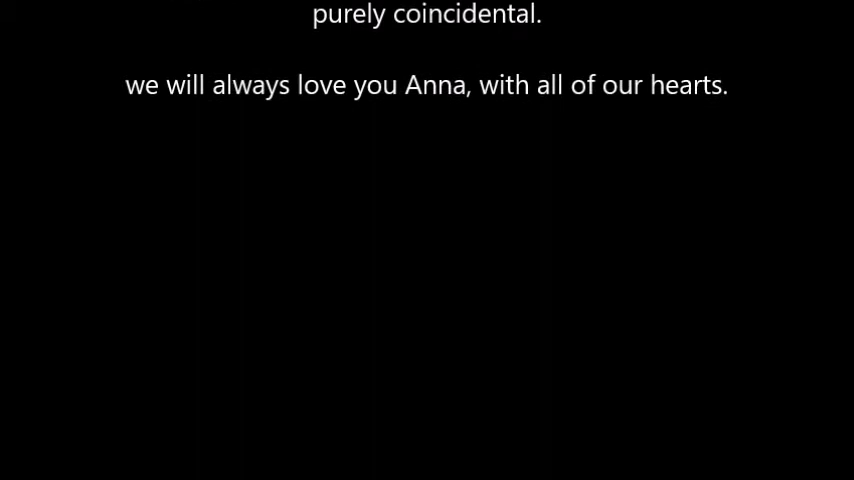 purely coincidental.
we will always love you Anna, with all of our hearts.